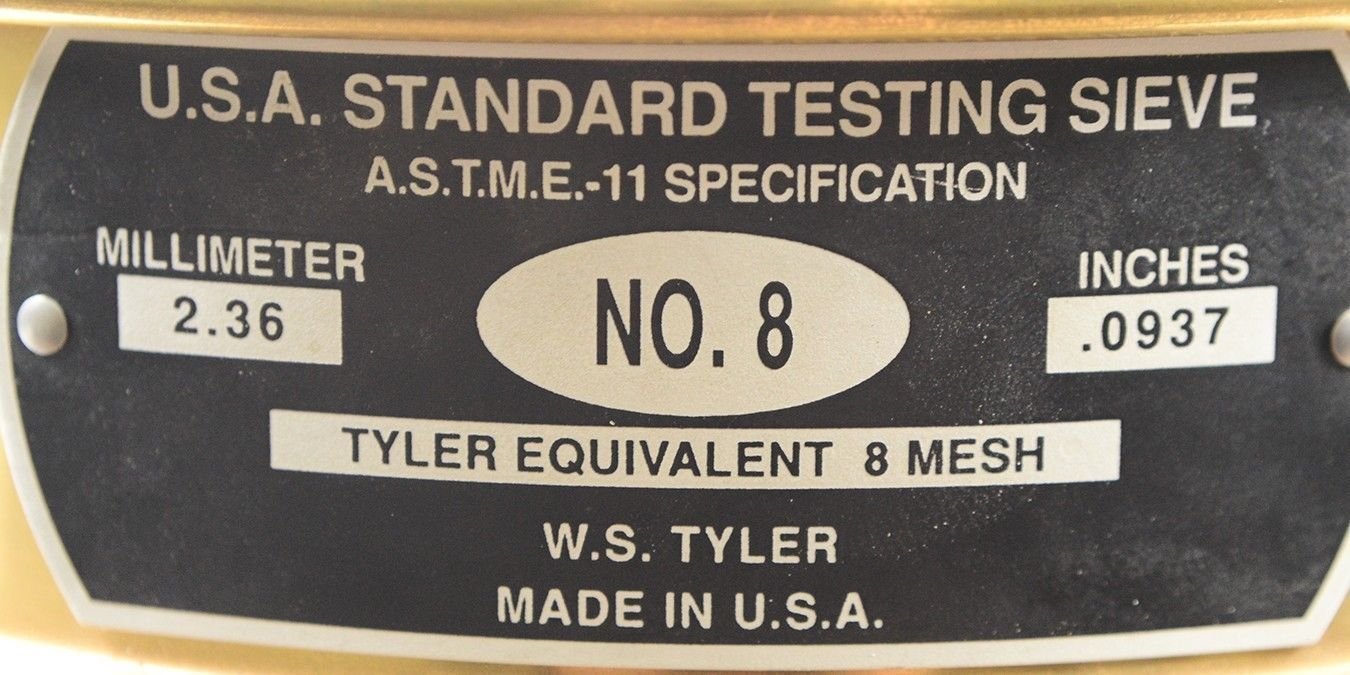 U.S.A. STANDARD TESTING SIEVE
A.S.T.M.E.-11 SPECIFICATION
MILLIMETER
2.36
NO. 8
INCHES
.0937
TYLER EQUIVALENT 8 MESH
W.S. TYLER
MADE IN U.S.A.